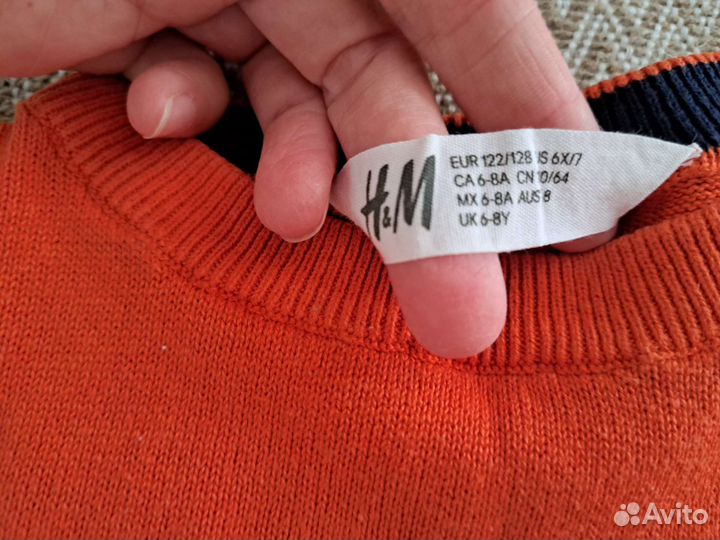 H&M
EUR 122/128 US 6X/7
CA 6-8A CN 130/64
MX 6-8A AUS 8
UK 6-8Y
Avito